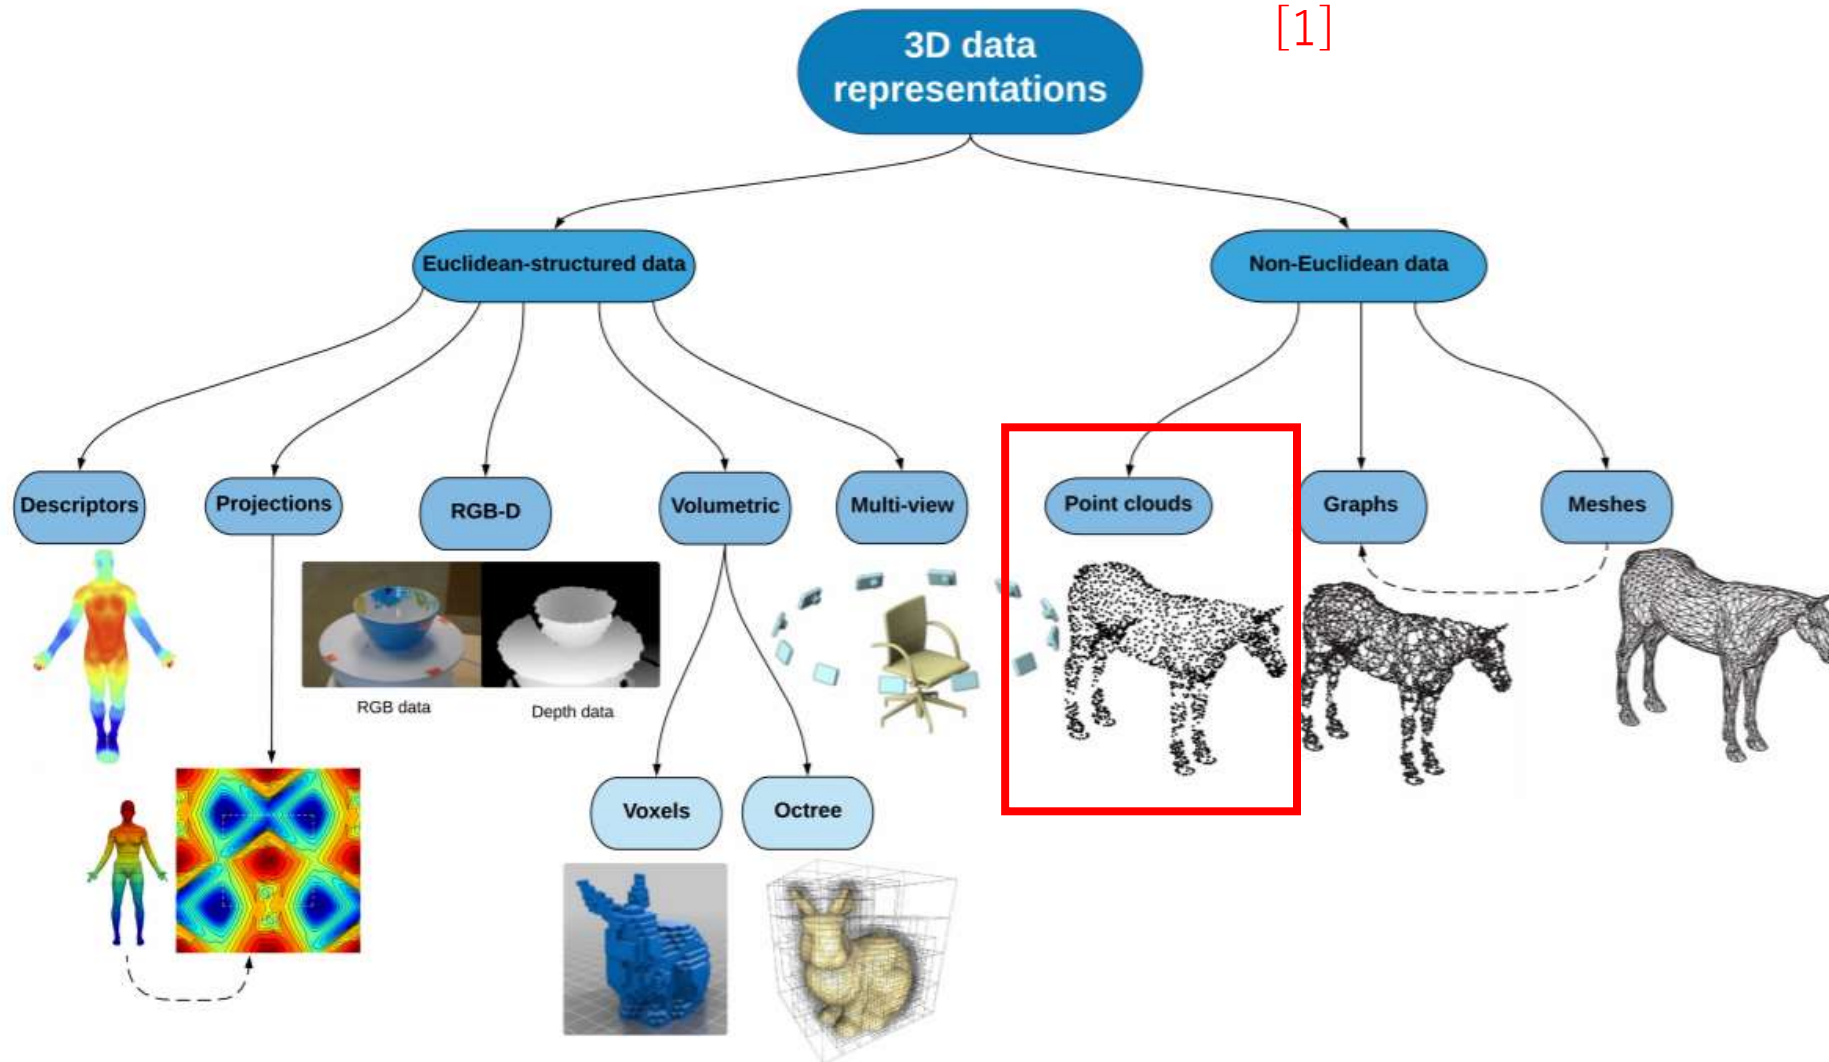 [1]
3D data
representations
Euclidean-structured data
Non-Euclidean data
Descriptors
Projections
RGB-D
Volumetric
Multi-view
Point clouds
Graphs
Meshes
RGB data
Depth data
Voxels
Octree